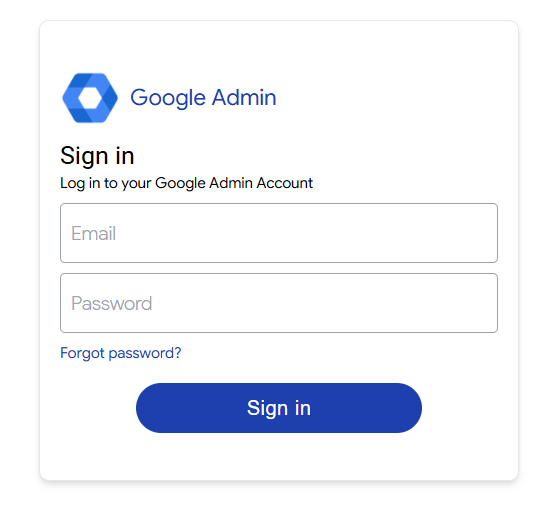 Google Admin
Sign in
Log in to your Google Admin Account
Email
Password
Forgot password?
Sign in